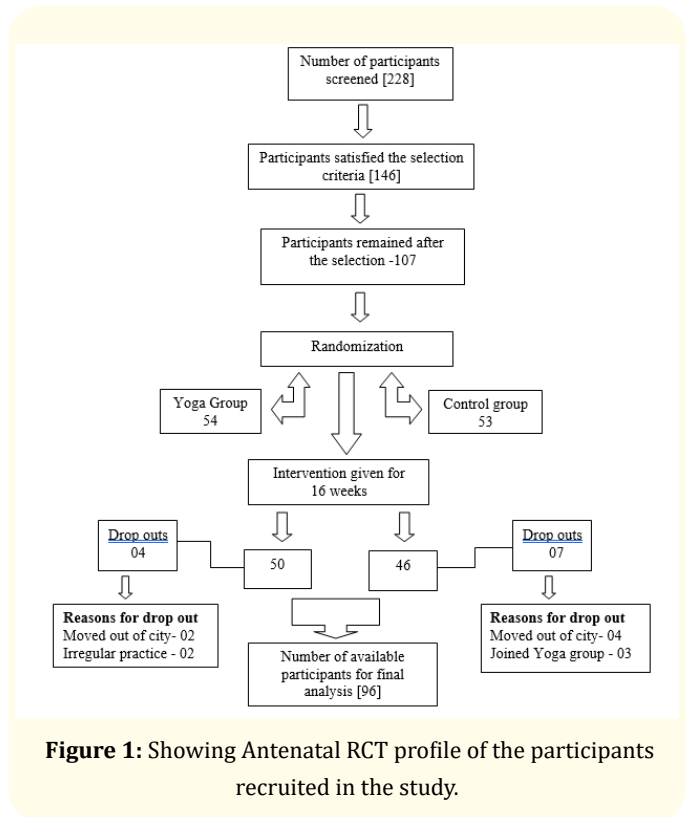 Number of participants
screened [228]
Participants satisfied the selection
criteria [146]
Participants remained after
the selection -107
Randomization
Yoga Group
54
Control group
53
Intervention given for
16 weeks
Drop outs
04
50
46
Drop outs
07
Reasons for drop out
Moved out of city- 02
Irregular practice - 02
Reasons for drop out
Moved out of city- 04
Joined Yoga group - 03
Number of available
participants for final
analysis [96]
Figure 1: Showing Antenatal RCT profile of the participants
recruited in the study.